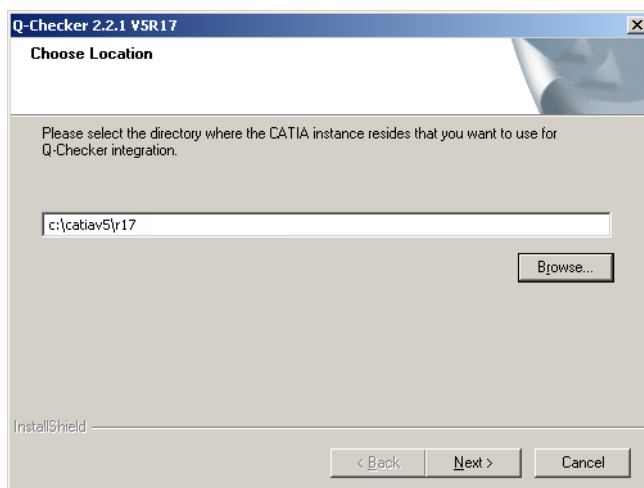 Q-Checker 2.2.1 V5R17
Choose Location
Please select the directory where the CATIA instance resides that you want to use for
Q-Checker integration.
c:\catiav5\r17
Browse...
InstallShield
< Back
Next >
Cancel